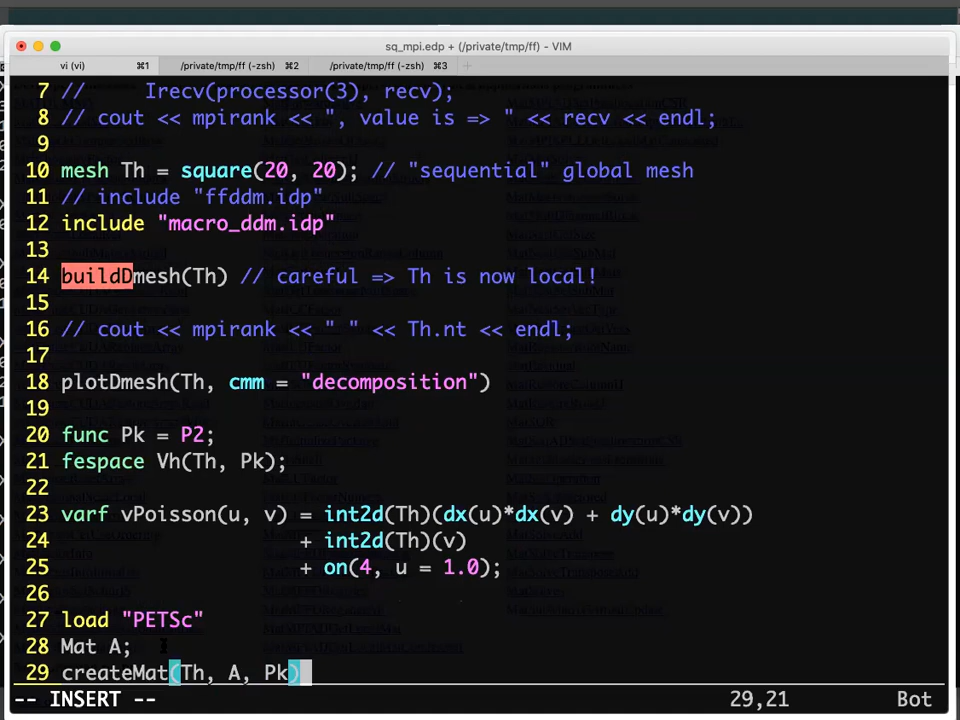 sq_mpi.edp + (/private/tmp/ff) - VIM
vi (vi) ⌘1 /private/tmp/ff (-zsh) ⌘2 /private/tmp/ff (-zsh) ⌘3 +
7 // Irecv(processor(3), recv);
8 // cout << mpirank << ", value is => " << recv << endl;
9
10 mesh Th = square(20, 20); // "sequential" global mesh
11 // include "ffddm.idp"
12 include "macro_ddm.idp"
13
14 buildDmesh(Th) // careful => Th is now local!
15
16 // cout << mpirank << " " << Th.nt << endl;
17
18 plotDmesh(Th, cmm = "decomposition")
19
20 func Pk = P2;
21 fespace Vh(Th, Pk);
22
23 varf vPoisson(u, v) = int2d(Th)(dx(u)*dx(v) + dy(u)*dy(v))
24 + int2d(Th)(v)
25 + on(4, u = 1.0);
26
27 load "PETSc"
28 Mat A;
29 createMat(Th, A, Pk)
-- INSERT -- 29,21 Bot